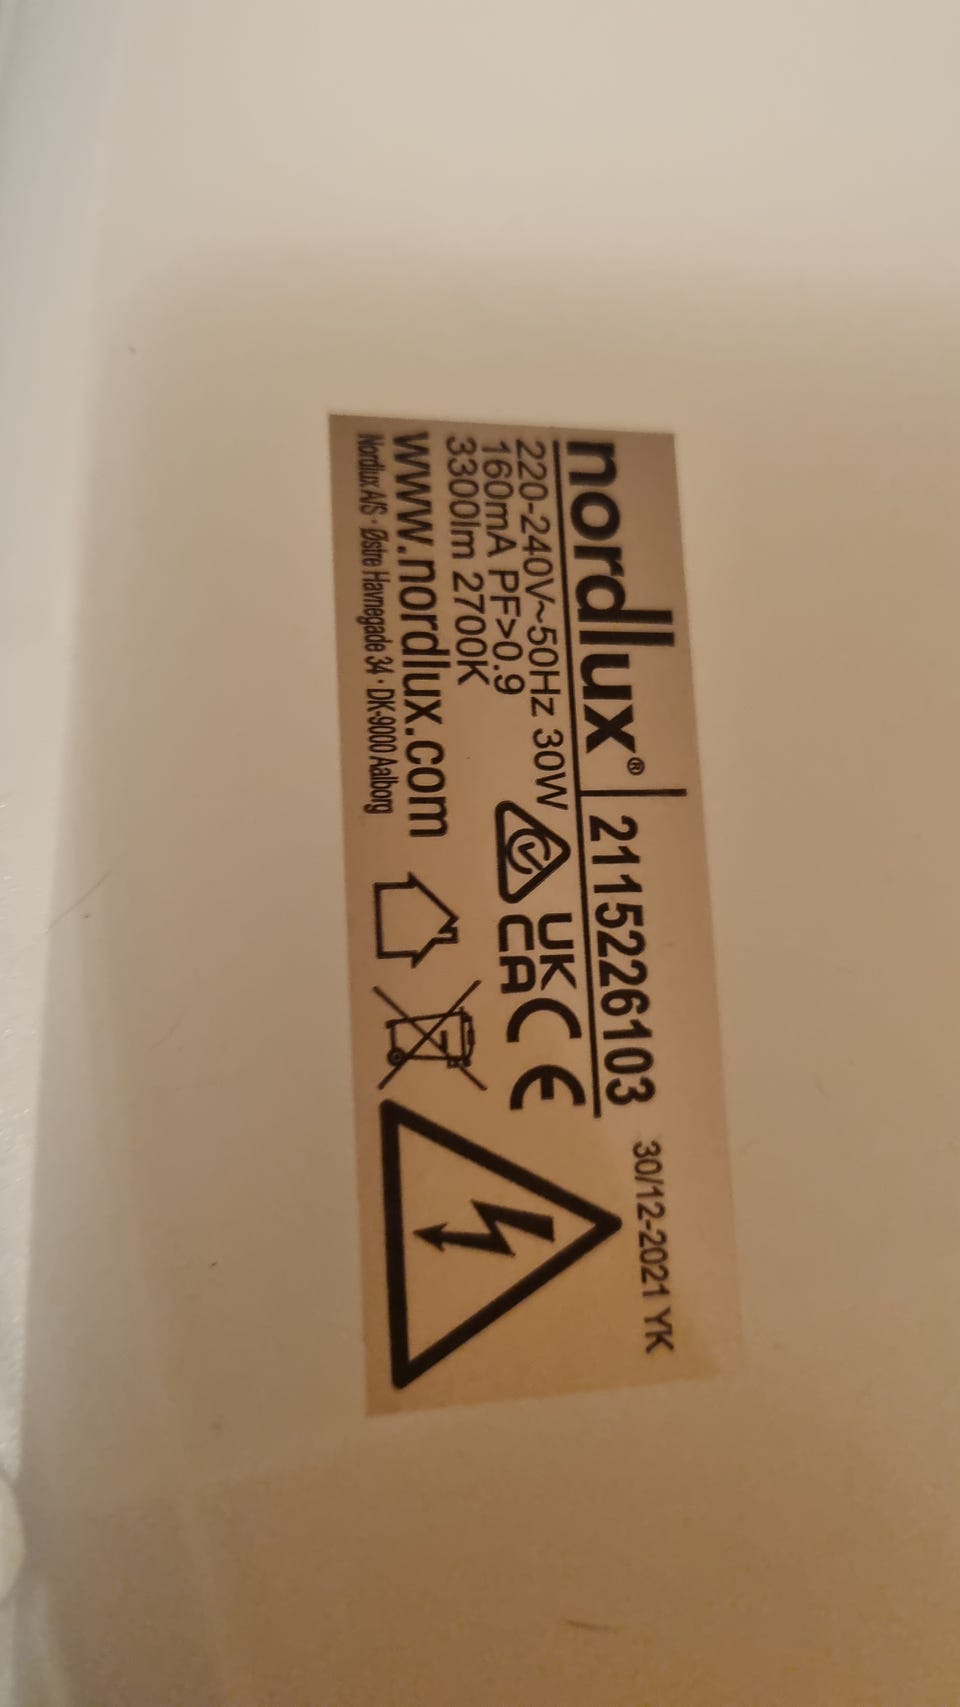 nordlux® | 2115226103
30/12-2021 YK
220-240V~50Hz 30W
160mA PF>0.9
3300lm 2700K
UK
CA
CE
www.nordlux.com
Nordlux A/S · Østre Havnegade 34 · DK-9000 Aalborg